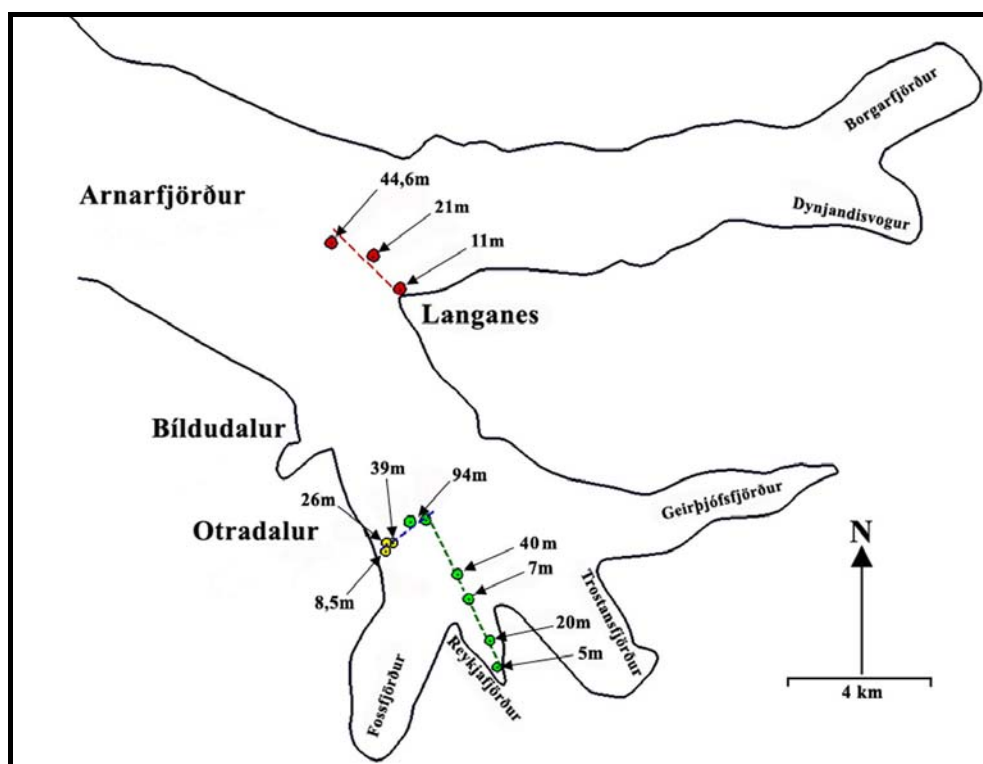 Borgarfjörður
44,6m
Arnarfjörður
21m
Dynjandisvogur
11m
Langanes
Bíldudalur
39m
94m
26m
Geirþjófsfjörður
Otradalur
N
40 m
7m
8,5m
Trostansfjörður
20m
5m
Reykjafjörður
Fossfjörður
4 km